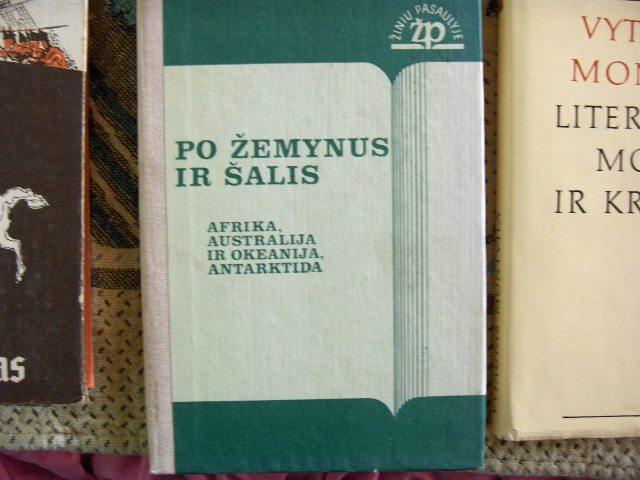 ŽINIŲ PASAULYJE
žp
PO ŽEMYNUS
IR ŠALIS
AFRIKA,
AUSTRALIJA
IR OKEANIJA,
ANTARKTIDA
VYT
MON
LITER
MO
IR KR
as